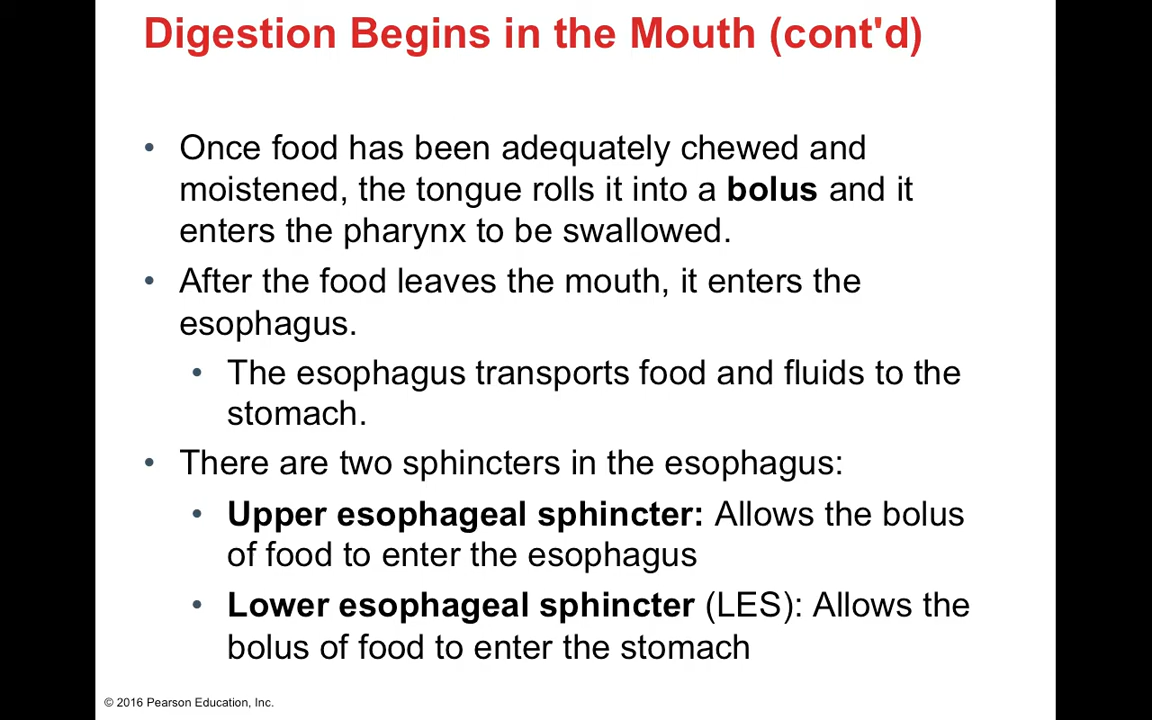 Digestion Begins in the Mouth (cont'd)
• Once food has been adequately chewed and
moistened, the tongue rolls it into a bolus and it
enters the pharynx to be swallowed.
• After the food leaves the mouth, it enters the
esophagus.
• The esophagus transports food and fluids to the
stomach.
• There are two sphincters in the esophagus:
• Upper esophageal sphincter: Allows the bolus
of food to enter the esophagus
• Lower esophageal sphincter (LES): Allows the
bolus of food to enter the stomach
© 2016 Pearson Education, Inc.